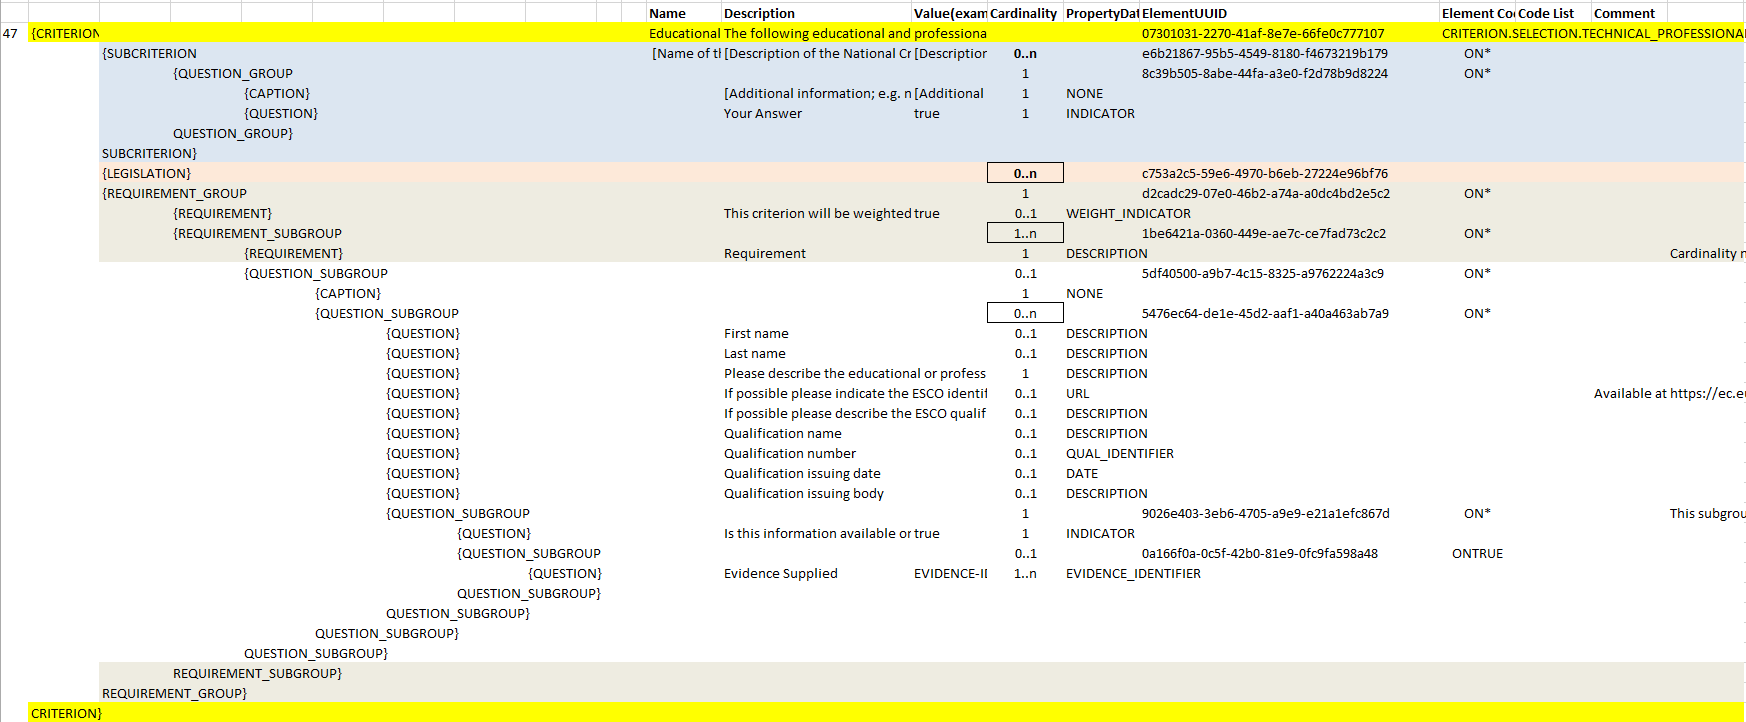 Name Description Value(exam Cardinality PropertyDat ElementUUID Element Co Code List Comment
47 {CRITERION Educational The following educational and professiona 07301031-2270-41af-8e7e-66fe0c777107 CRITERION.SELECTION.TECHNICAL_PROFESSIONA
{SUBCRITERION [Name of tl [Description of the National Cr [Description 0..n e6b21867-95b5-4549-8180-f4673219b179 ON*
{QUESTION_GROUP 1 8c39b505-8abe-44fa-a3e0-f2d78b9d8224 ON*
{CAPTION} [Additional information; e.g. n [Additional 1 NONE
{QUESTION} Your Answer true 1 INDICATOR
QUESTION_GROUP}
SUBCRITERION}
{LEGISLATION} 0..n c753a2c5-59e6-4970-b6eb-27224e96bf76
{REQUIREMENT_GROUP 1 d2cadc29-07e0-46b2-a74a-a0dc4bd2e5c2 ON*
{REQUIREMENT} This criterion will be weighted true 0..1 WEIGHT_INDICATOR
{REQUIREMENT_SUBGROUP 1..n 1be6421a-0360-449e-ae7c-ce7fad73c2c2 ON*
{REQUIREMENT} Requirement 1 DESCRIPTION Cardinality n
{QUESTION_SUBGROUP 0..1 5df40500-a9b7-4c15-8325-a9762224a3c9 ON*
{CAPTION} 1 NONE
{QUESTION_SUBGROUP 0..n 5476ec64-de1e-45d2-aaf1-a40a463ab7a9 ON*
{QUESTION} First name 0..1 DESCRIPTION
{QUESTION} Last name 0..1 DESCRIPTION
{QUESTION} Please describe the educational or profess 1 DESCRIPTION
{QUESTION} If possible please indicate the ESCO identif 0..1 URL Available at https://ec.e
{QUESTION} If possible please describe the ESCO qualif 0..1 DESCRIPTION
{QUESTION} Qualification name 0..1 DESCRIPTION
{QUESTION} Qualification number 0..1 QUAL_IDENTIFIER
{QUESTION} Qualification issuing date 0..1 DATE
{QUESTION} Qualification issuing body 0..1 DESCRIPTION
{QUESTION_SUBGROUP 1 9026e403-3eb6-4705-a9e9-e21a1efc867d ON* This subgrou
{QUESTION} Is this information available or true 1 INDICATOR
{QUESTION_SUBGROUP 0..1 0a166f0a-0c5f-42b0-81e9-0fc9fa598a48 ONTRUE
{QUESTION} Evidence Supplied EVIDENCE-II 1..n EVIDENCE_IDENTIFIER
QUESTION_SUBGROUP}
QUESTION_SUBGROUP}
QUESTION_SUBGROUP}
QUESTION_SUBGROUP}
REQUIREMENT_SUBGROUP}
REQUIREMENT_GROUP}
CRITERION}